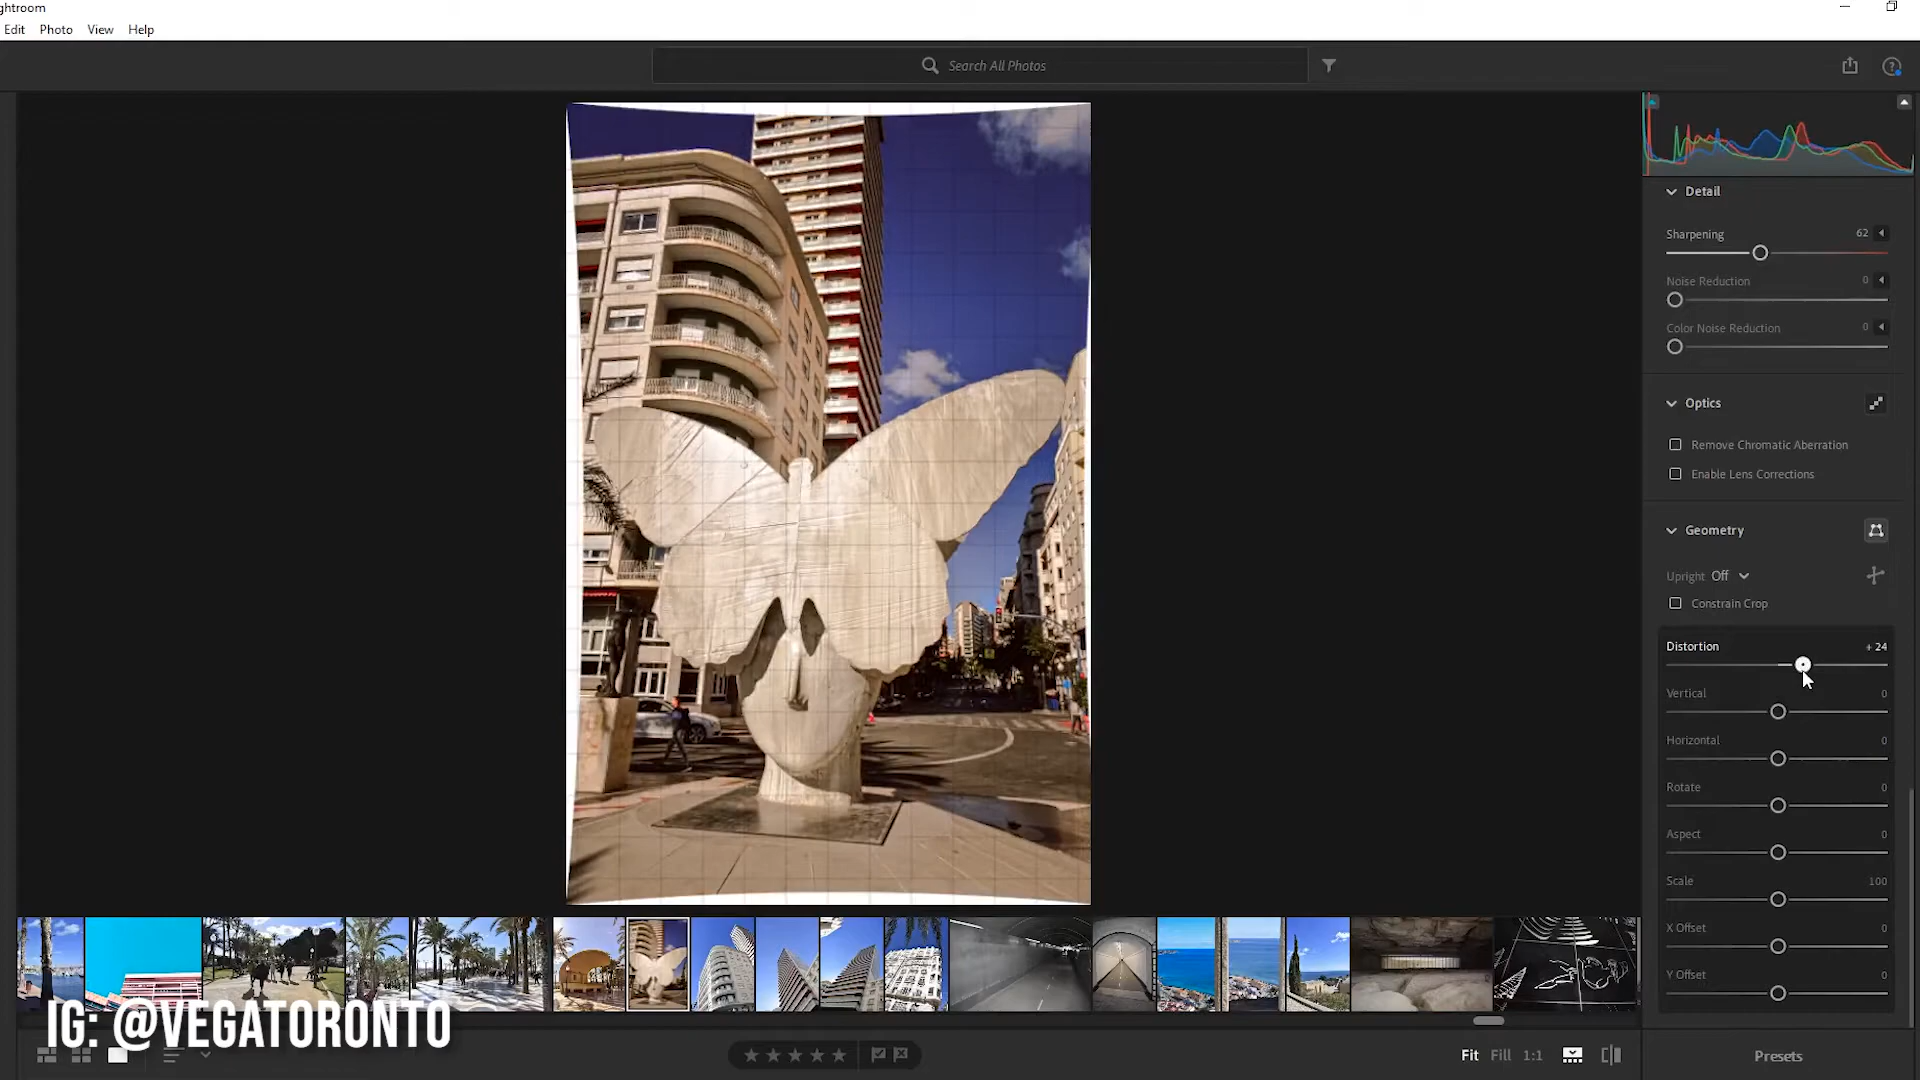 ghtroom
Edit Photo View Help
Search All Photos
Detail
Sharpening 62
Noise Reduction 0
Color Noise Reduction 0
Optics
Remove Chromatic Aberration
Enable Lens Corrections
Geometry
Upright Off
Constrain Crop
Distortion + 24
Vertical 0
Horizontal 0
Rotate 0
Aspect 0
Scale 100
X Offset 0
Y Offset 0
IG: @VEGATORONTO
Fit Fill 1:1
Presets